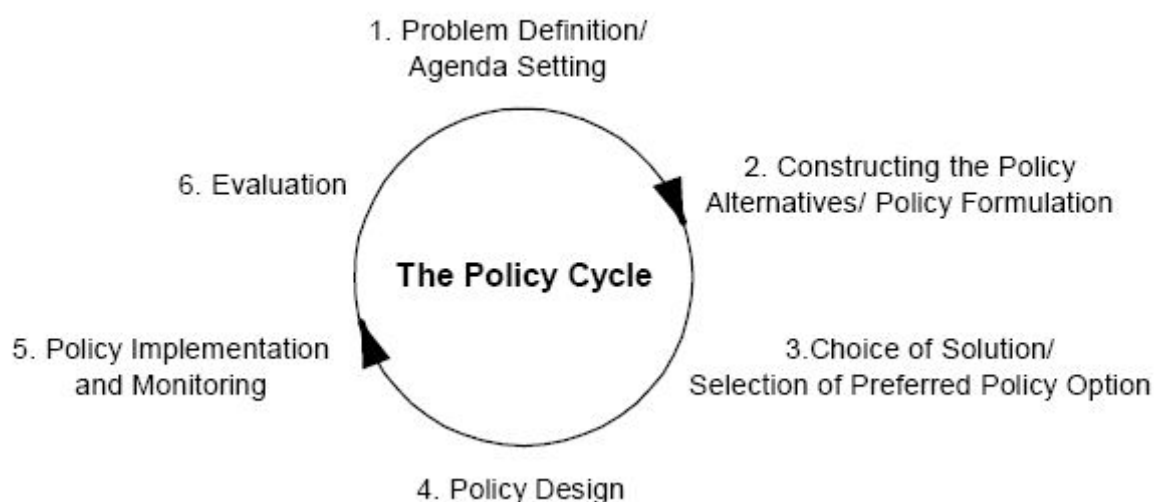 1. Problem Definition/
Agenda Setting
2. Constructing the Policy
Alternatives/ Policy Formulation
3.Choice of Solution/
Selection of Preferred Policy Option
4. Policy Design
5. Policy Implementation
and Monitoring
6. Evaluation
The Policy Cycle